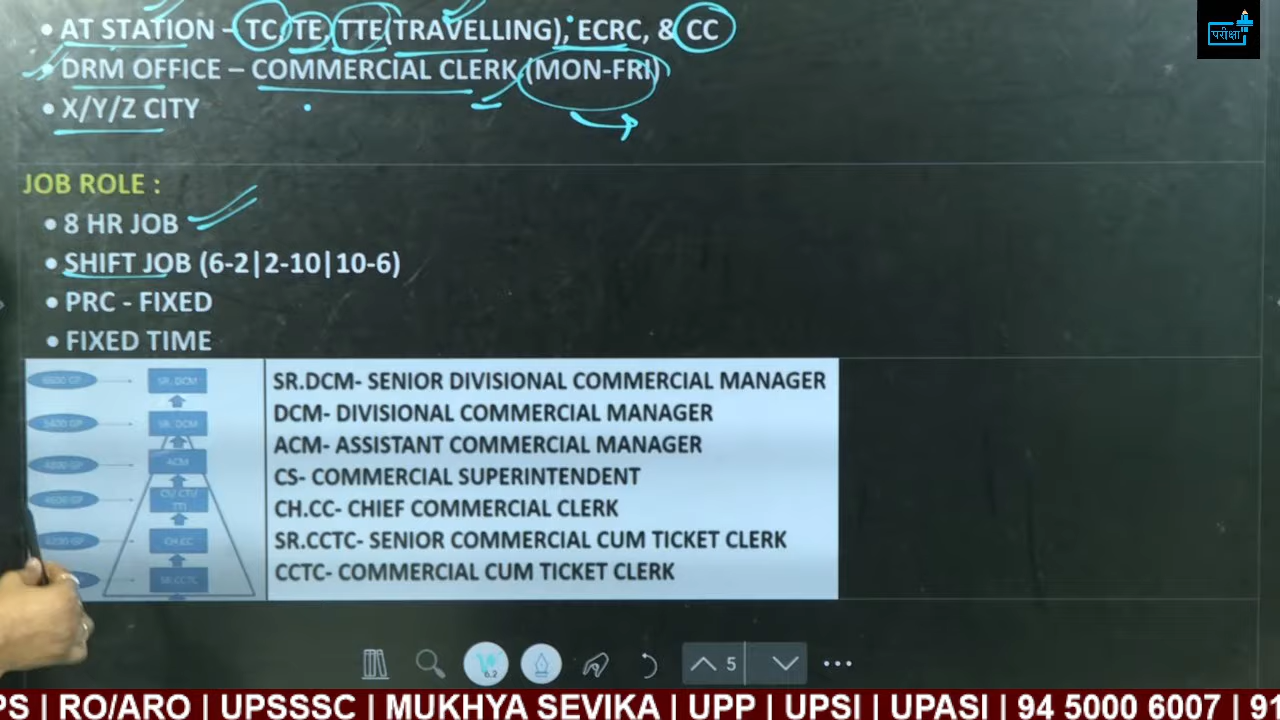 • AT STATION – TC, TE, TTE(TRAVELLING), ECRC, & CC
परीक्षा
• DRM OFFICE – COMMERCIAL CLERK (MON-FRI)
• X/Y/Z CITY
JOB ROLE :
• 8 HR JOB
• SHIFT JOB (6-2|2-10|10-6)
• PRC - FIXED
• FIXED TIME
SR. DCM
SR.DCM- SENIOR DIVISIONAL COMMERCIAL MANAGER
SR. DCM
DCM- DIVISIONAL COMMERCIAL MANAGER
ACM
ACM- ASSISTANT COMMERCIAL MANAGER
CS- COMMERCIAL SUPERINTENDENT
CH.CC
CH.CC- CHIEF COMMERCIAL CLERK
SR.CCTC- SENIOR COMMERCIAL CUM TICKET CLERK
SR.CCTC
CCTC- COMMERCIAL CUM TICKET CLERK
5
PS | RO/ARO | UPSSSC | MUKHYA SEVIKA | UPP | UPSI | UPASI | 94 5000 6007 | 91